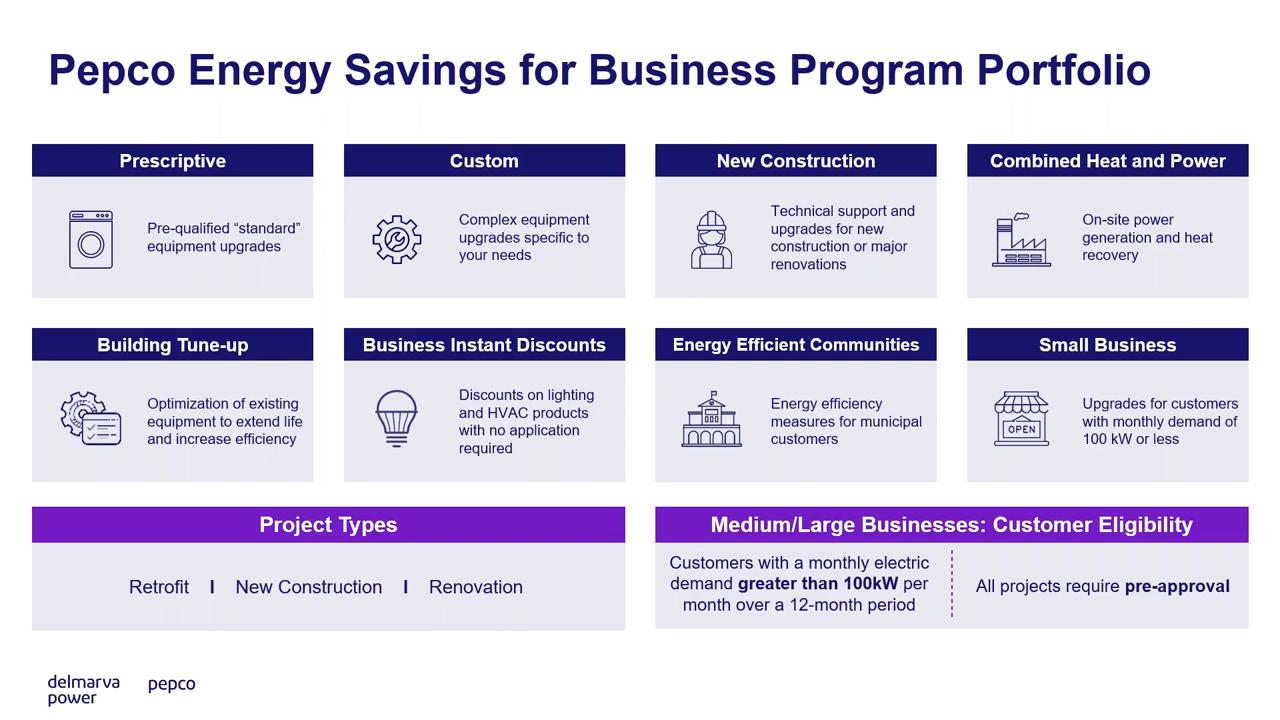 Pepco Energy Savings for Business Program Portfolio
Prescriptive
Pre-qualified “standard”
equipment upgrades
Custom
Complex equipment
upgrades specific to
your needs
New Construction
Technical support and
upgrades for new
construction or major
renovations
Combined Heat and Power
On-site power
generation and heat
recovery
Building Tune-up
Optimization of existing
equipment to extend life
and increase efficiency
Business Instant Discounts
Discounts on lighting
and HVAC products
with no application
required
Energy Efficient Communities
Energy efficiency
measures for municipal
customers
Small Business
OPEN
Upgrades for customers
with monthly demand of
100 kW or less
Project Types
Retrofit I New Construction I Renovation
Medium/Large Businesses: Customer Eligibility
Customers with a monthly electric
demand greater than 100kW per
month over a 12-month period
All projects require pre-approval
delmarva
power
pepco